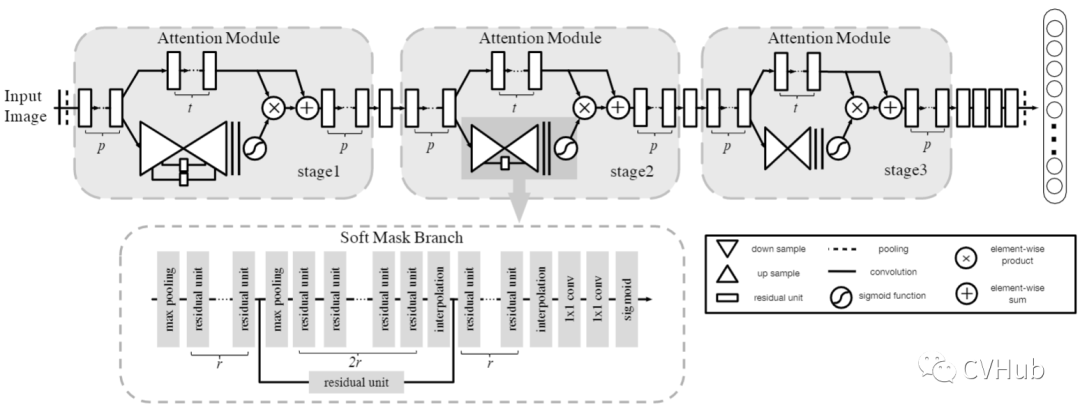 Attention Module
Attention Module
Attention Module
Input
Image
p
t
p
stage1
p
t
p
stage2
p
t
p
stage3
Soft Mask Branch
max pooling
residual unit
residual unit
max pooling
residual unit
residual unit
residual unit
residual unit
interpolation
residual unit
residual unit
interpolation
1x1 conv
1x1 conv
sigmoid
r
2r
r
residual unit
down sample
pooling
element-wise
product
up sample
convolution
residual unit
sigmoid function
element-wise
sum
CVHub